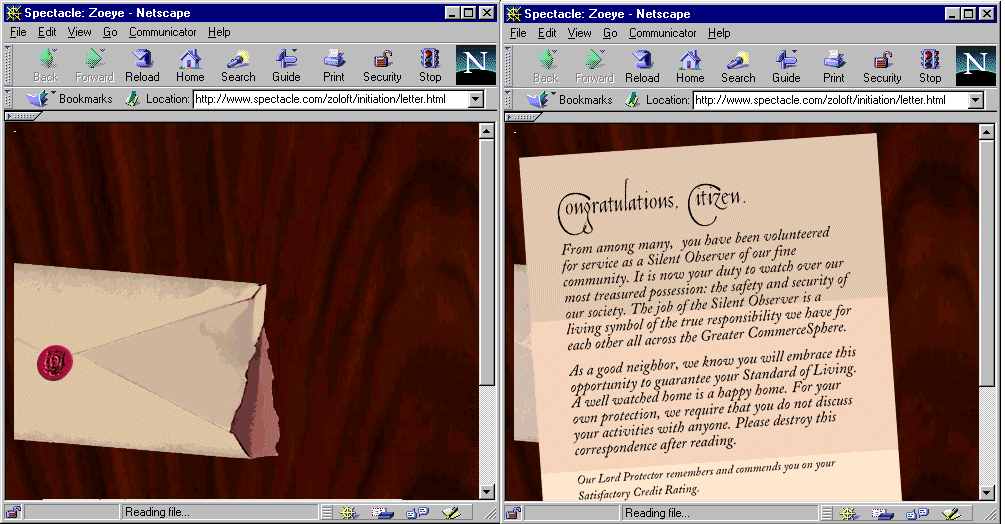 Spectacle: Zoeye - Netscape
File Edit View Go Communicator Help
Back Forward Reload Home Search Guide Print Security Stop
N
Bookmarks Location: http://www.spectacle.com/zoloft/initiation/letter.html
Reading file...
Spectacle: Zoeye - Netscape
File Edit View Go Communicator Help
Back Forward Reload Home Search Guide Print Security Stop
N
Bookmarks Location: http://www.spectacle.com/zoloft/initiation/letter.html
Congratulations, Citizen.
From among many, you have been volunteered
for service as a Silent Observer of our fine
community. It is now your duty to watch over our
most treasured possession: the safety and security of
our society. The job of the Silent Observer is a
living symbol of the true responsibility we have for
each other all across the Greater CommerceSphere.
As a good neighbor, we know you will embrace this
opportunity to guarantee your Standard of Living.
A well watched home is a happy home. For your
own protection, we require that you do not discuss
your activities with anyone. Please destroy this
correspondence after reading.
Our Lord Protector remembers and commends you on your
Satisfactory Credit Rating.
Reading file...